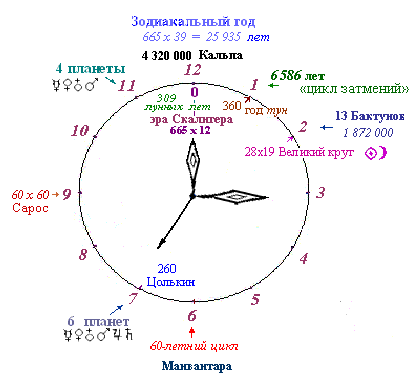 Зодиакальный год
665 x 39 = 25 935 лет
4 320 000 Кальпа
4 планеты
☿♀♁♂
12
0
1
2
3
4
5
6
7
8
9
10
11
6 586 лет
«цикл затмений»
309
лунных лет
360 год тун
эра Скалигера
665 x 12
13 Бактунов
1 872 000
28x19 Великий круг
60 x 60
Сарос
260
Цолькин
6 планет
☿♀♁♂♃♄
60-летний цикл
Манвантара